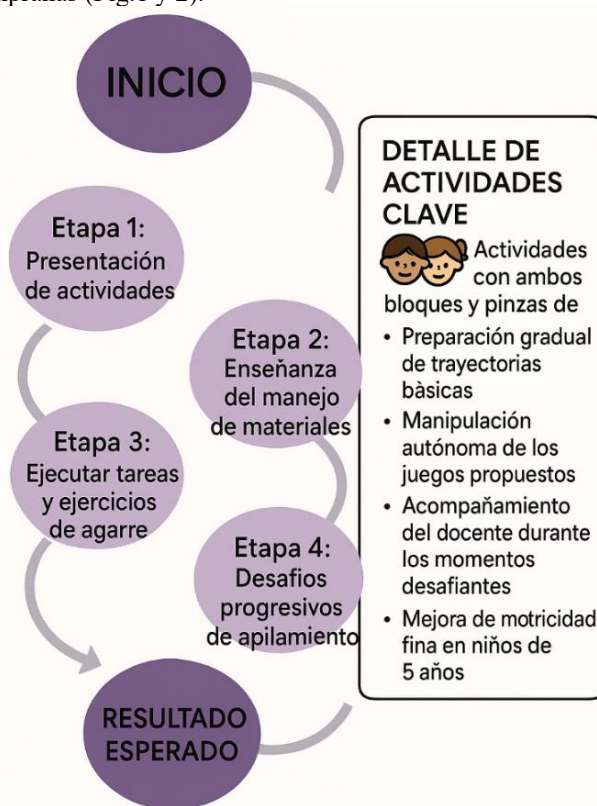 INICIO
Etapa 1:
Presentación
de actividades
Etapa 2:
Enseñanza
del manejo
de materiales
Etapa 3:
Ejecutar tareas
y ejercicios
de agarre
Etapa 4:
Desafios
progresivos
de apilamiento
RESULTADO
ESPERADO
DETALLE DE
ACTIVIDADES
CLAVE
Actividades
con ambos
bloques y pinzas de
• Preparación gradual
de trayectorias
bàsicas
• Manipulación
autónoma de los
juegos propuestos
• Acompañamiento
del docente durante
los momentos
desafiantes
• Mejora de motricidad
fina en niños de
5 años